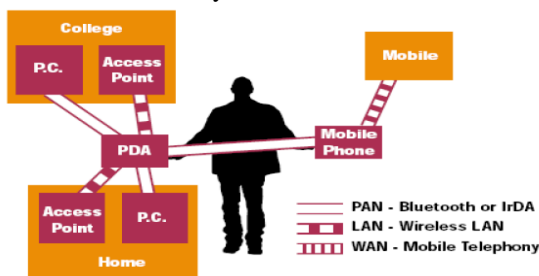 College
P.C.
Access
Point
Mobile
PDA
Mobile
Phone
Access
Point
P.C.
Home
PAN - Bluetooth or IrDA
LAN - Wireless LAN
WAN - Mobile Telephony